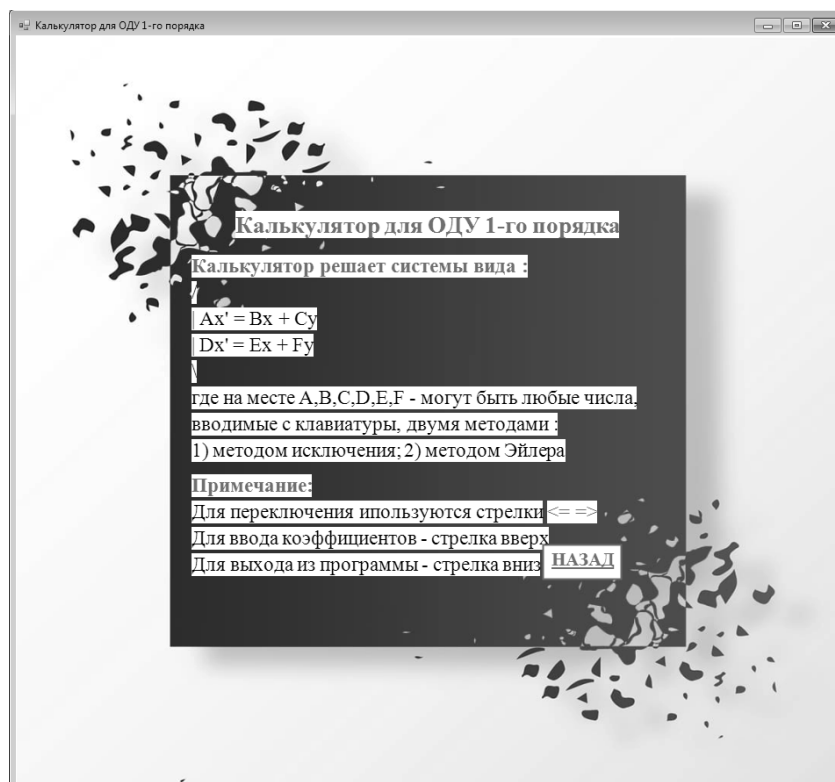 Калькулятор для ОДУ 1-го порядка
Калькулятор для ОДУ 1-го порядка
Калькулятор решает системы вида :
/
| Ax' = Bx + Cy
| Dx' = Ex + Fy
\
где на месте A,B,C,D,E,F - могут быть любые числа,
вводимые с клавиатуры, двумя методами :
1) методом исключения; 2) методом Эйлера
Примечание:
Для переключения ипользуются стрелки <= =>
Для ввода коэффициентов - стрелка вверх
Для выхода из программы - стрелка вниз
НАЗАД